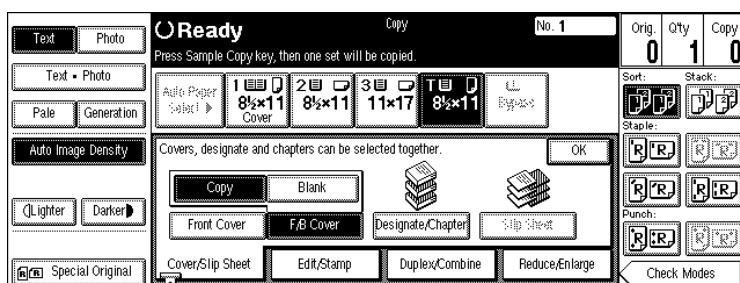 Text
Photo
Text • Photo
Pale
Generation
Auto Image Density
Lighter
Darker
Special Original
Ready
Copy
No. 1
Press Sample Copy key, then one set will be copied.
Auto Paper
Select ▶
1
8½×11
Cover
2
8½×11
3
11×17
T
8½×11
Bypass
Covers, designate and chapters can be selected together.
OK
Copy
Blank
Front Cover
F/B Cover
Designate/Chapter
Slip Sheet
Cover/Slip Sheet
Edit/Stamp
Duplex/Combine
Reduce/Enlarge
Orig.
Q'ty
Copy
0
1
0
Sort:
Stack:
Staple:
Punch:
Check Modes